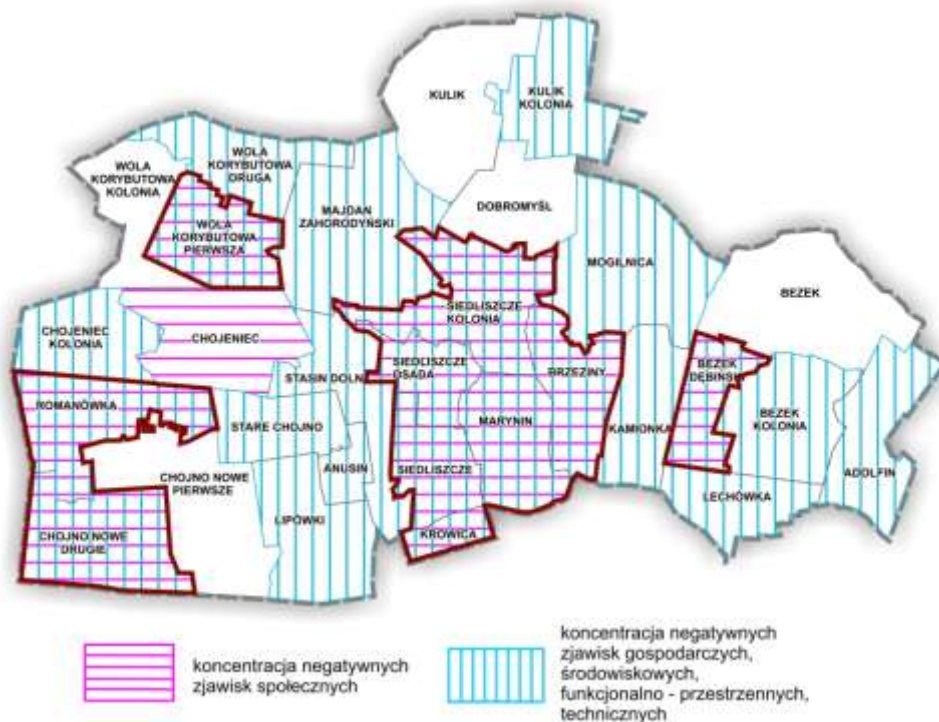 KULIK
KULIK
KOLONIA
WOLA
KORYBUTOWA
KOLONIA
WOLA
KORYBUTOWA
DRUGA
WOLA
KORYBUTOWA
PIERWSZA
MAJDAN
ZAHORODYŃSKI
DOBROMYŚL
MOGILNICA
BEZEK
CHOJENIEC
KOLONIA
CHOJENIEC
SIEDLISZCZE
KOLONIA
STASIN DOLN
SIEDLISZCZE
OSADA
BRZEZINY
BEZEK
DĘBIŃSKI
ROMANÓWKA
STARE CHOJNO
MARYNIN
KAMIONKA
BEZEK
KOLONIA
CHOJNO NOWE
PIERWSZE
ANUSIN
SIEDLISZCZE
ADOLFIN
LECHÓWKA
LIPÓWKI
CHOJNO NOWE
DRUGIE
KROWICA
koncentracja negatywnych
zjawisk społecznych
koncentracja negatywnych
zjawisk gospodarczych,
środowiskowych,
funkcjonalno - przestrzennych,
technicznych